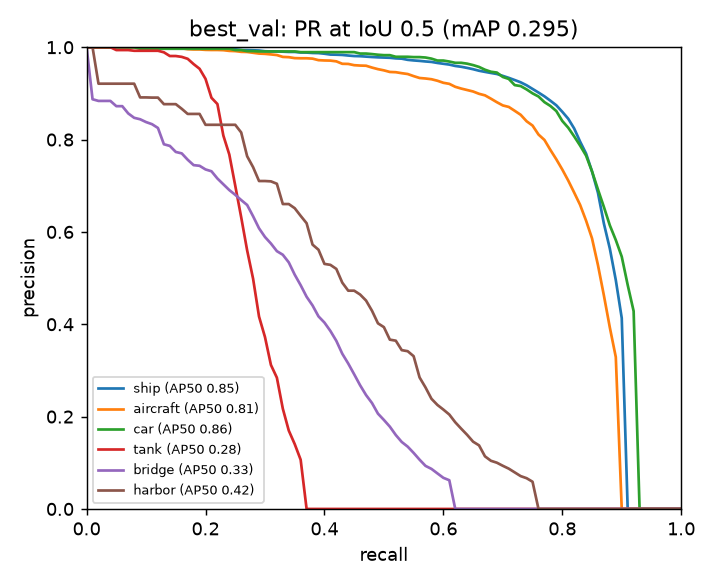 best_val: PR at IoU 0.5 (mAP 0.295)
1.0
0.8
0.6
0.4
0.2
0.0
precision
ship (AP50 0.85)
aircraft (AP50 0.81)
car (AP50 0.86)
tank (AP50 0.28)
bridge (AP50 0.33)
harbor (AP50 0.42)
0.0 0.2 0.4 0.6 0.8 1.0
recall